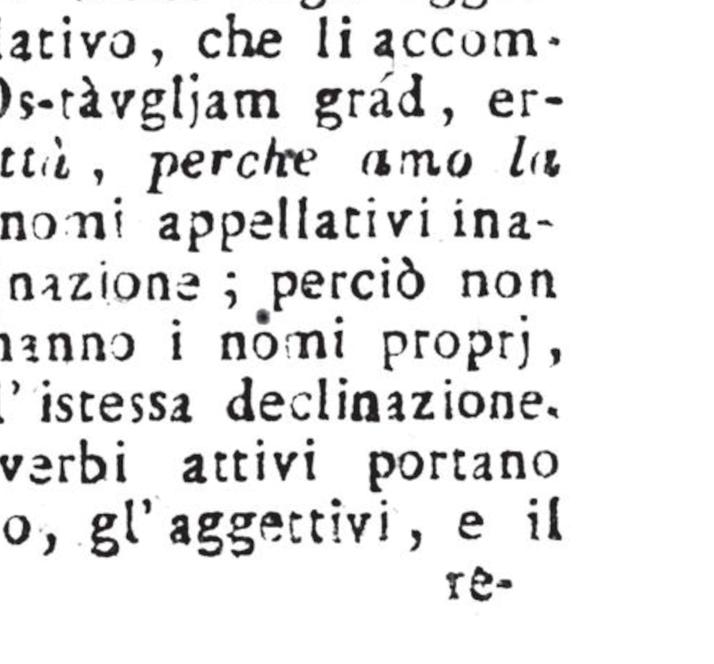 lativo, che li accom-
Os-tàvgljam grád, er-
ttà, perche amo la
nomi appellativi ina-
nazione ; perciò non
hanno i nomi proprj,
l' istessa declinazione.
verbi attivi portano
o, gl' aggettivi, e il
re-